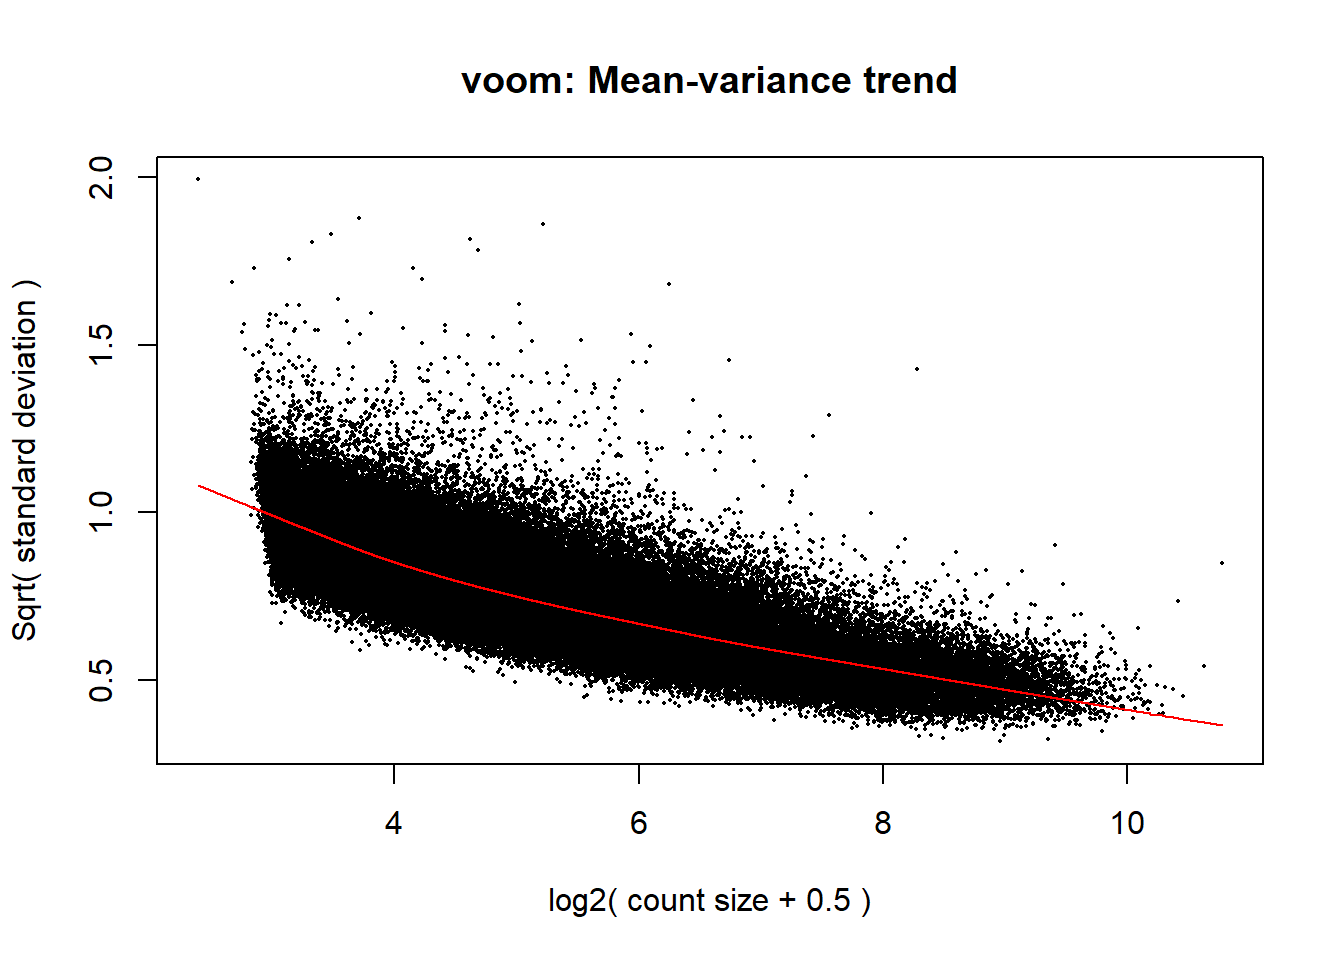 voom: Mean-variance trend
Sqrt( standard deviation )
2.0
1.5
1.0
0.5
4 6 8 10
log2( count size + 0.5 )